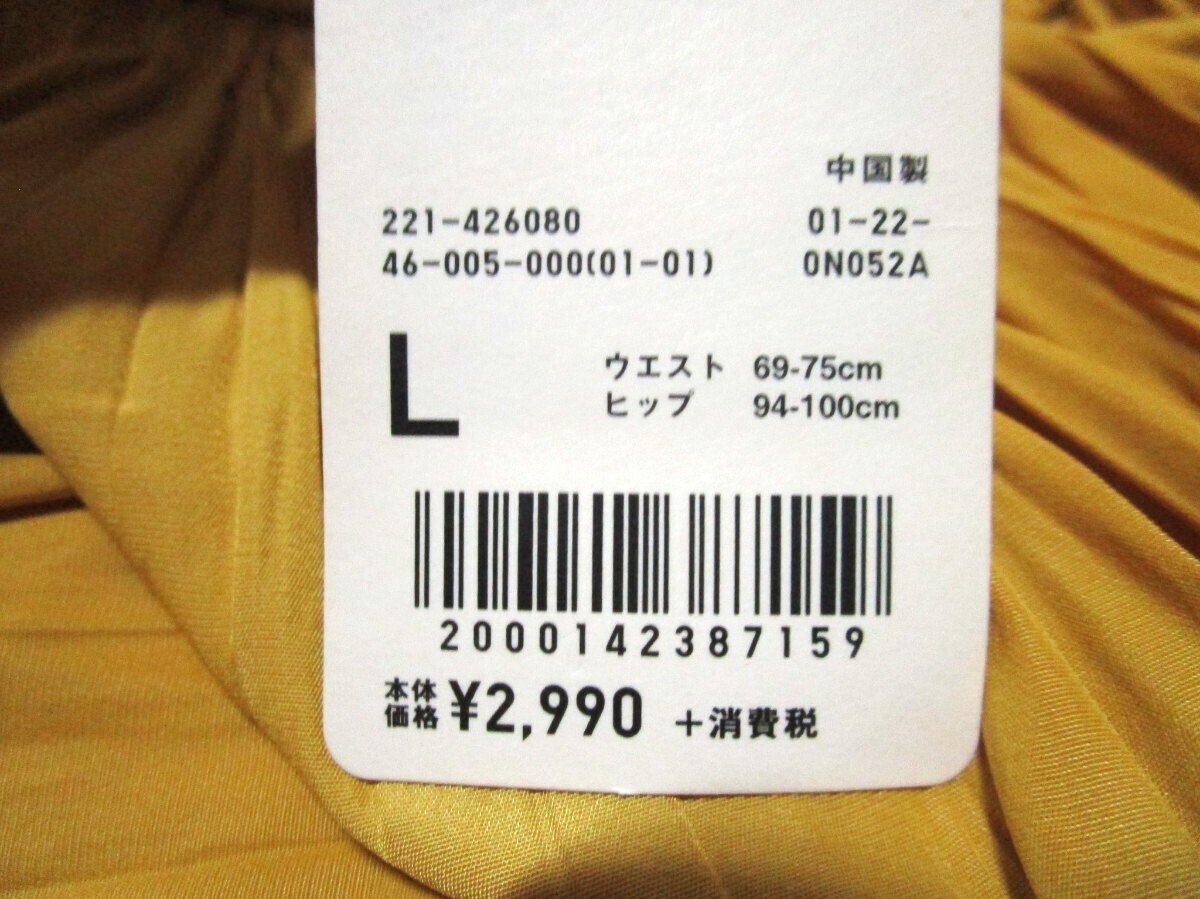 中国製
221-426080 01-22-
46-005-000(01-01) 0N052A
L
ウエスト 69-75cm
ヒップ 94-100cm
2000142387159
本体価格 ¥2,990 +消費税